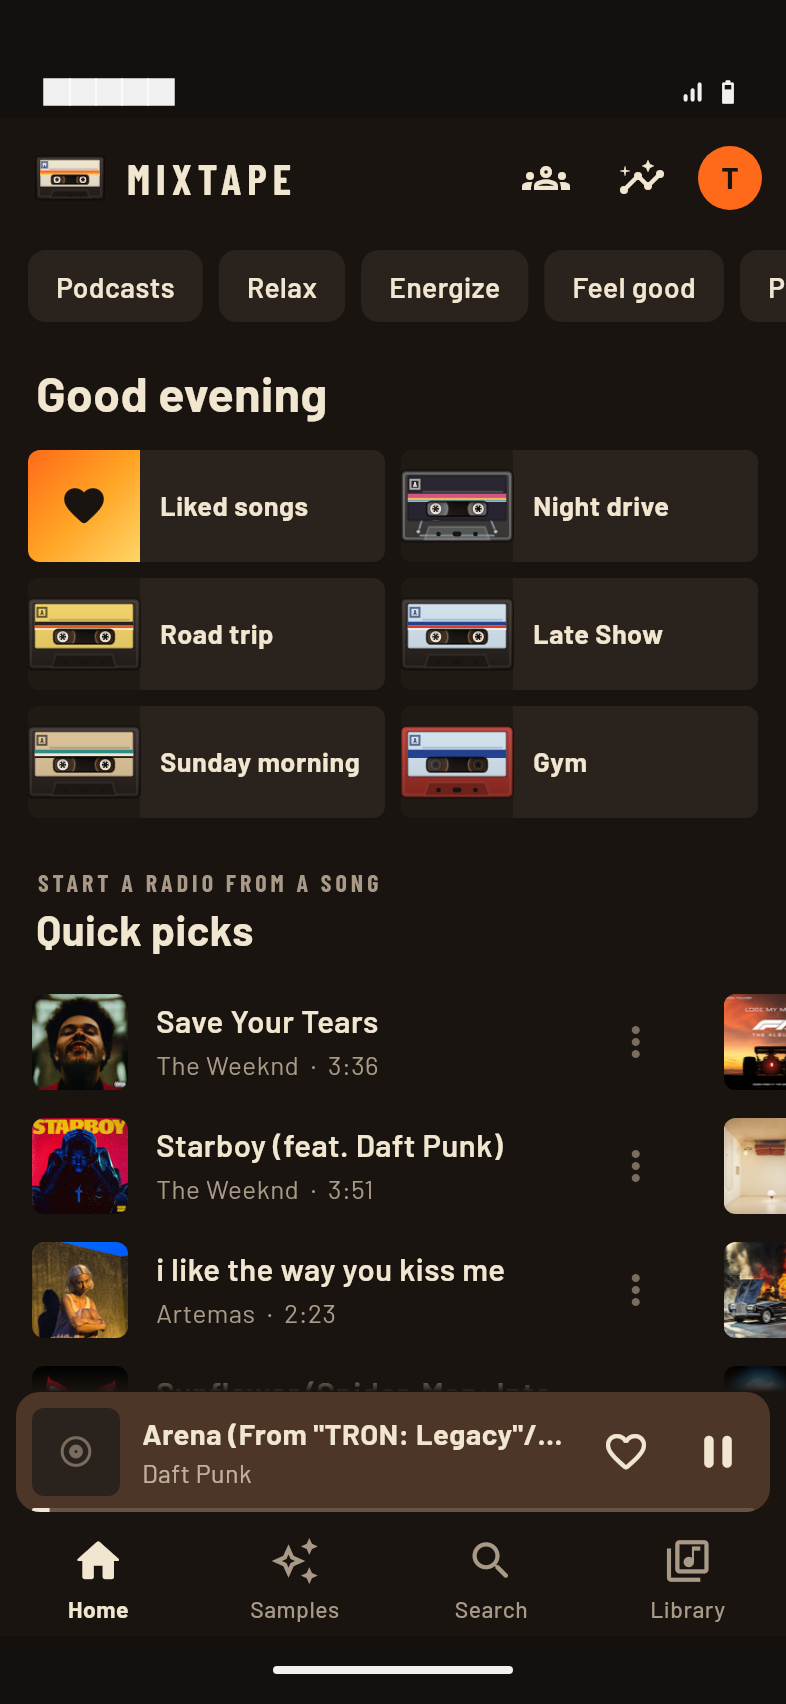 MIXTAPE
T
Podcasts
Relax
Energize
Feel good
P
Good evening
Liked songs
Night drive
Road trip
Late Show
Sunday morning
Gym
START A RADIO FROM A SONG
Quick picks
Save Your Tears
The Weeknd · 3:36
STARBOY
Starboy (feat. Daft Punk)
The Weeknd · 3:51
i like the way you kiss me
Artemas · 2:23
Arena (From "TRON: Legacy"/...
Daft Punk
Home
Samples
Search
Library